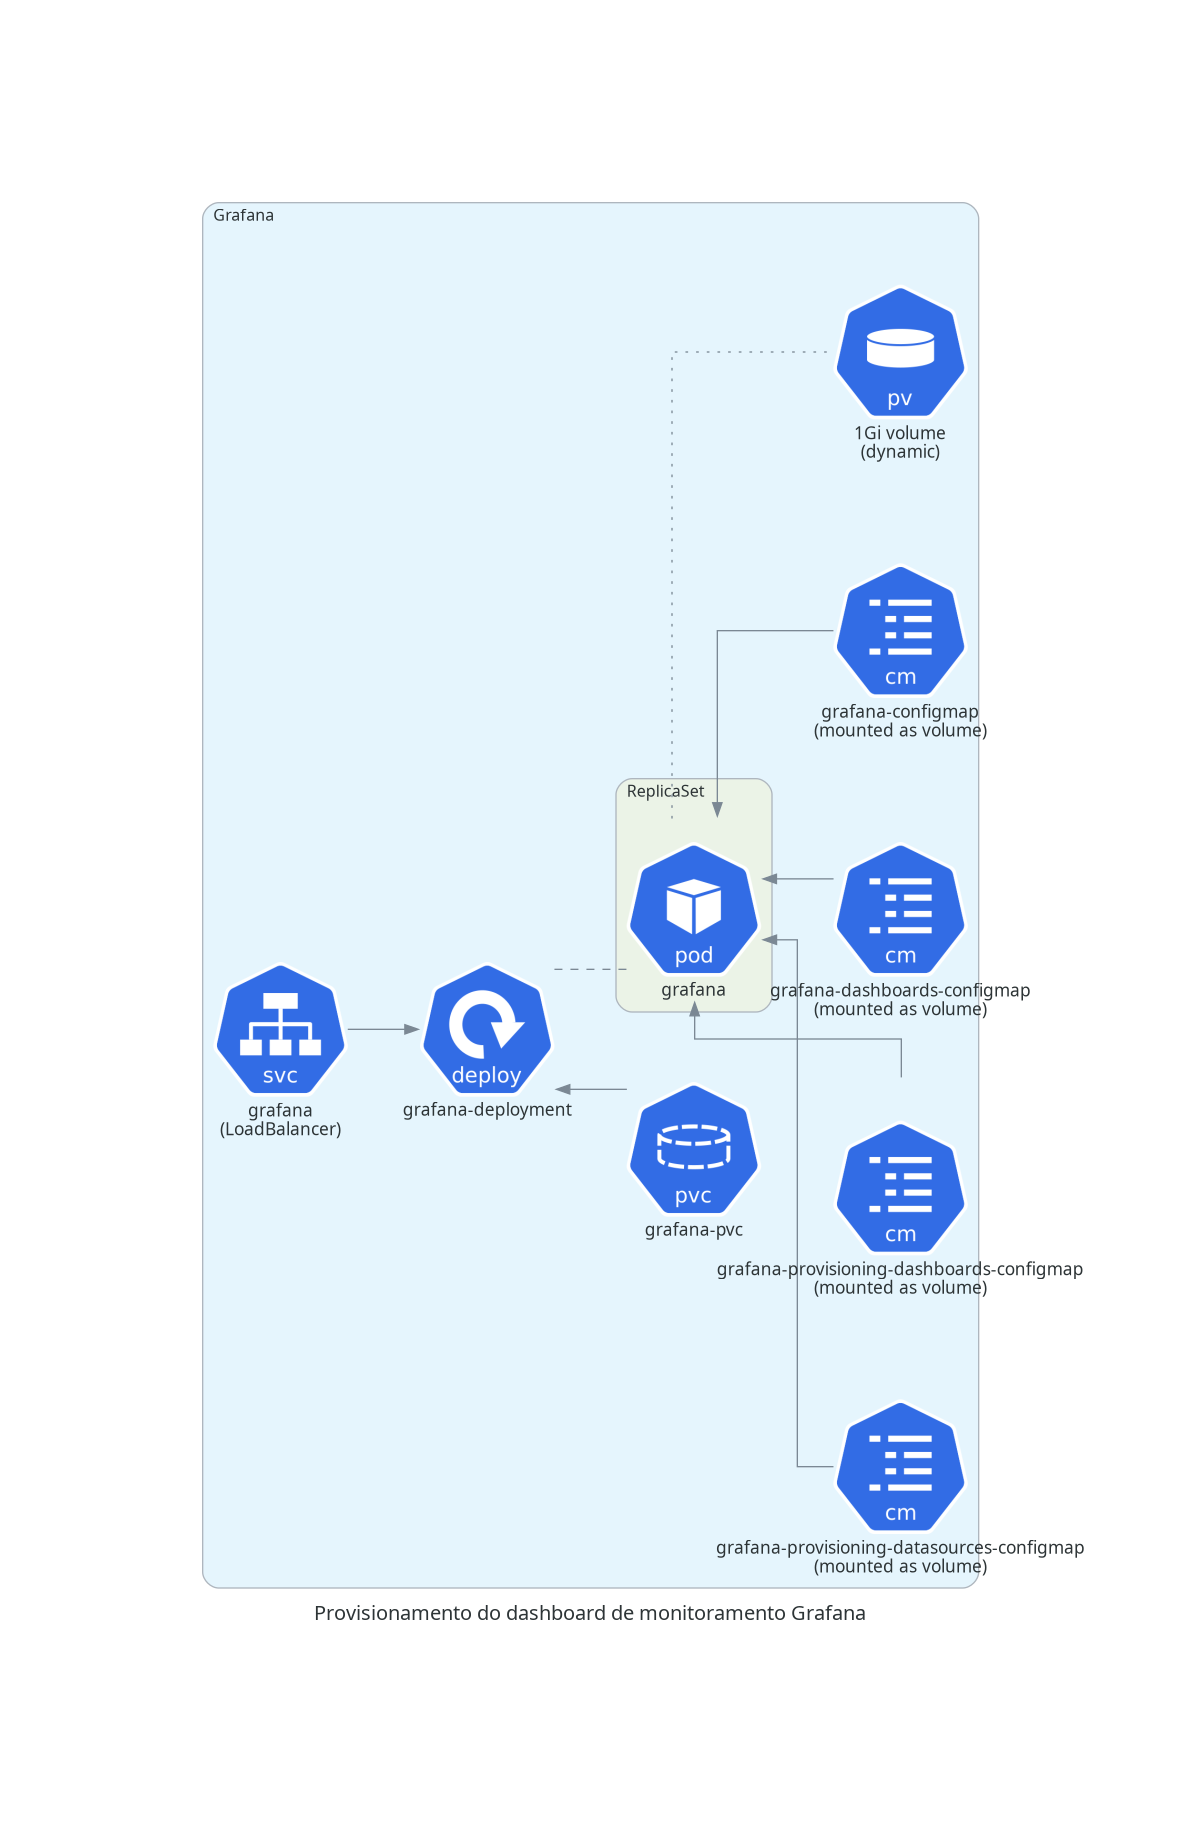 Grafana
pv
1Gi volume
(dynamic)
cm
grafana-configmap
(mounted as volume)
ReplicaSet
pod
grafana
cm
grafana-dashboards-configmap
(mounted as volume)
svc
grafana
(LoadBalancer)
deploy
grafana-deployment
pvc
grafana-pvc
cm
grafana-provisioning-dashboards-configmap
(mounted as volume)
cm
grafana-provisioning-datasources-configmap
(mounted as volume)
Provisionamento do dashboard de monitoramento Grafana